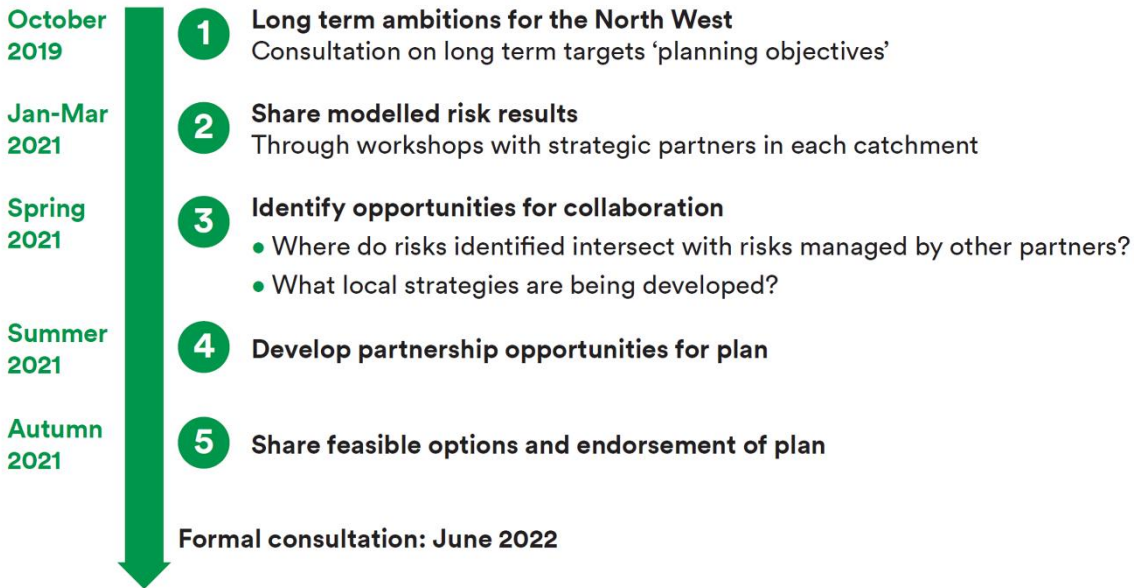 October
2019
1
Long term ambitions for the North West
Consultation on long term targets ‘planning objectives’
Jan-Mar
2021
2
Share modelled risk results
Through workshops with strategic partners in each catchment
Spring
2021
3
Identify opportunities for collaboration
• Where do risks identified intersect with risks managed by other partners?
• What local strategies are being developed?
Summer
2021
4
Develop partnership opportunities for plan
Autumn
2021
5
Share feasible options and endorsement of plan
Formal consultation: June 2022